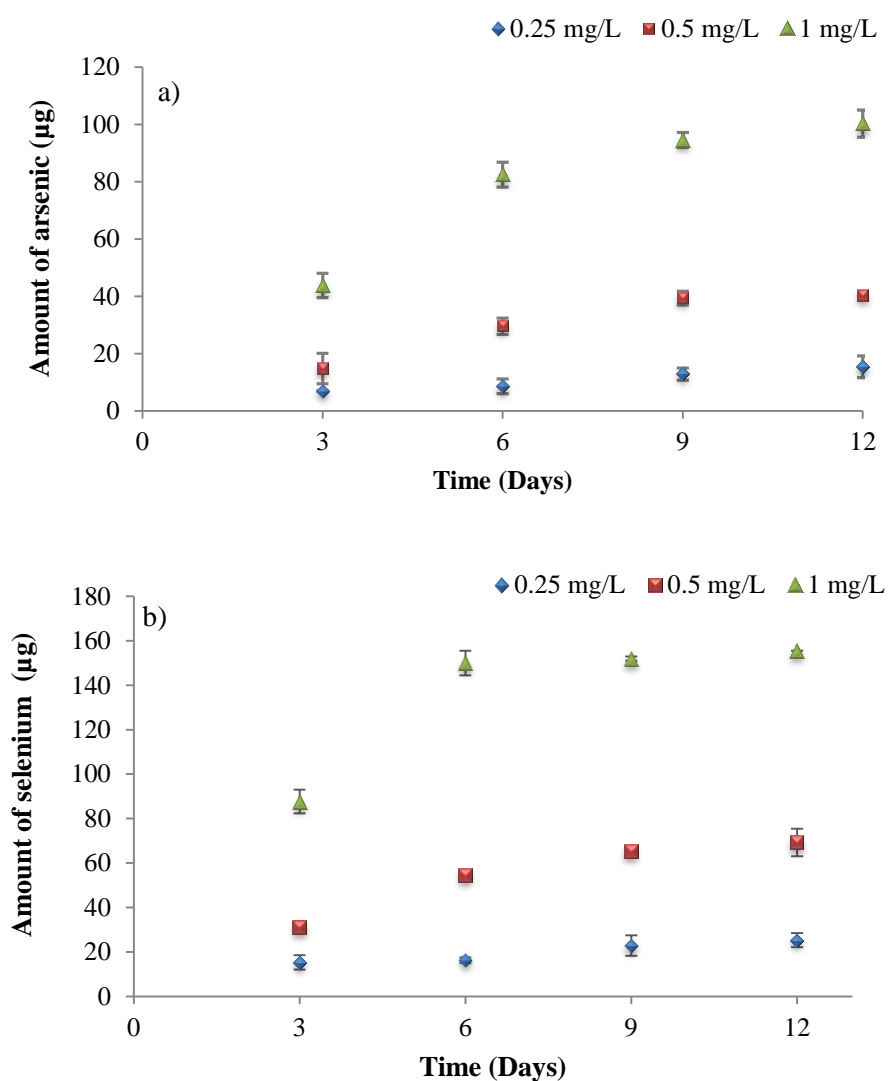 0.25 mg/L 0.5 mg/L 1 mg/L
a)
120
100
80
60
40
20
0
0 3 6 9 12
Amount of arsenic (µg)
Time (Days)
0.25 mg/L 0.5 mg/L 1 mg/L
b)
180
160
140
120
100
80
60
40
20
0
0 3 6 9 12
Amount of selenium (µg)
Time (Days)